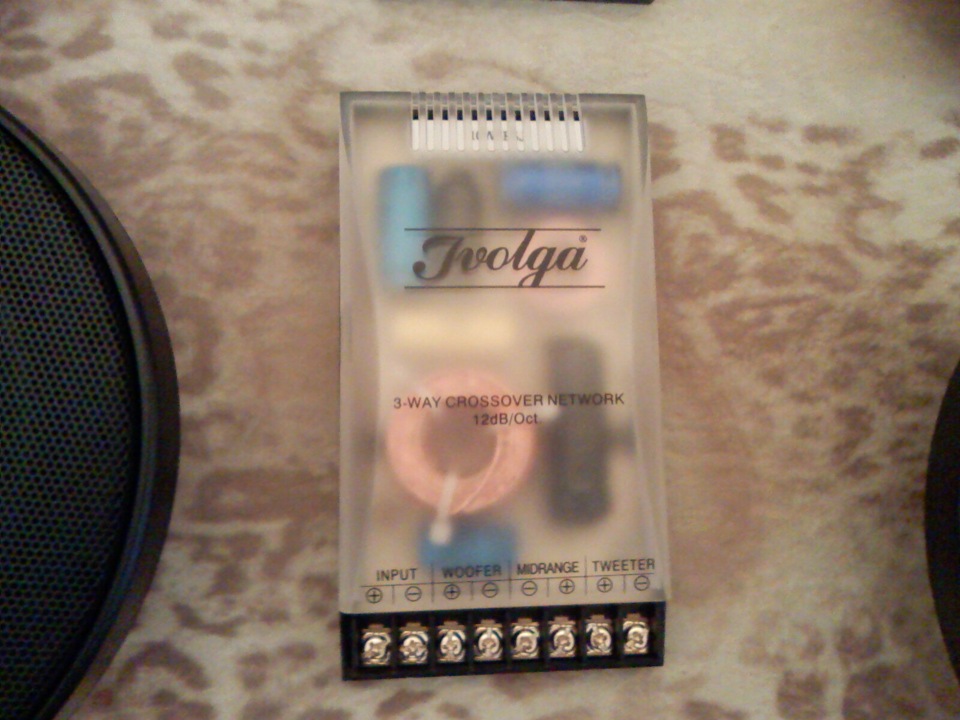 Ivolga®
3-WAY CROSSOVER NETWORK
12dB/Oct
INPUT WOOFER MIDRANGE TWEETER
⊕ ⊖ ⊕ ⊖ ⊖ ⊕ ⊕ ⊖